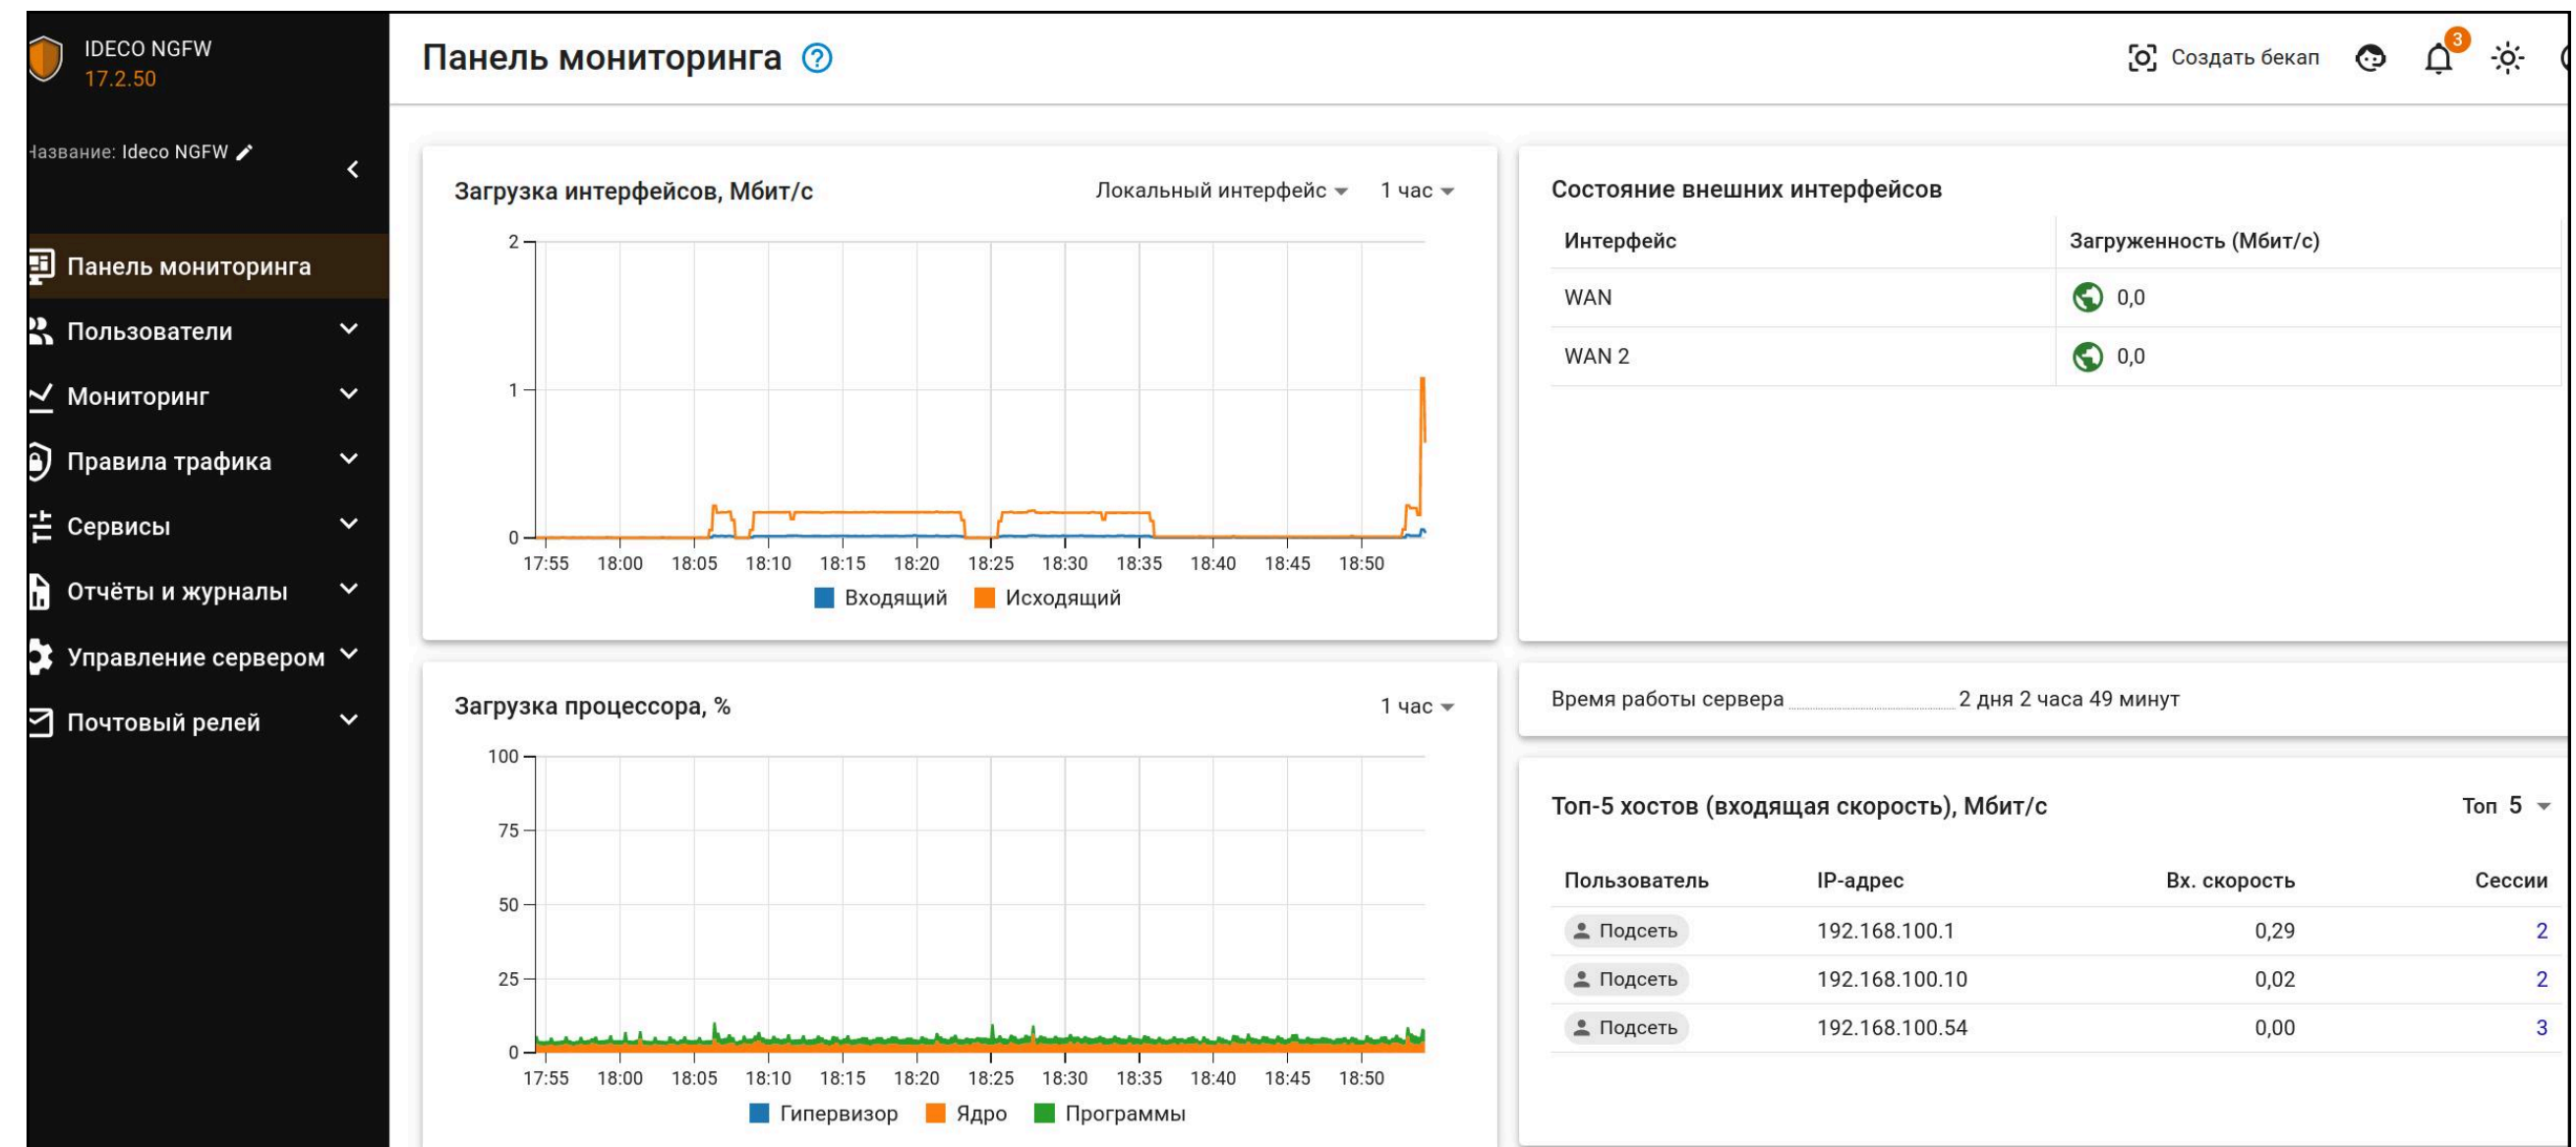 IDECO NGFW
17.2.50
Название: Ideco NGFW
Панель мониторинга
Пользователи
Мониторинг
Правила трафика
Сервисы
Отчёты и журналы
Управление сервером
Почтовый релей
Панель мониторинга ?
Создать бекап
3
Загрузка интерфейсов, Мбит/с
Локальный интерфейс
1 час
2
1
0
17:55 18:00 18:05 18:10 18:15 18:20 18:25 18:30 18:35 18:40 18:45 18:50
Входящий Исходящий
Состояние внешних интерфейсов
Интерфейс Загруженность (Мбит/с)
WAN 0,0
WAN 2 0,0
Загрузка процессора, %
1 час
100
75
50
25
0
17:55 18:00 18:05 18:10 18:15 18:20 18:25 18:30 18:35 18:40 18:45 18:50
Гипервизор Ядро Программы
Время работы сервера 2 дня 2 часа 49 минут
Топ-5 хостов (входящая скорость), Мбит/с
Топ 5
Пользователь IP-адрес Вх. скорость Сессии
Подсеть 192.168.100.1 0,29 2
Подсеть 192.168.100.10 0,02 2
Подсеть 192.168.100.54 0,00 3